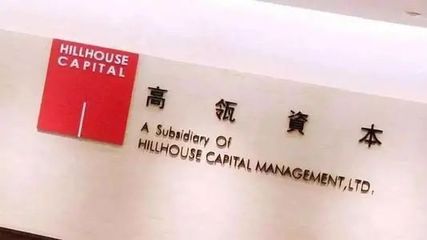 HILLHOUSE
CAPITAL
高瓴資本
A Subsidiary Of
HILLHOUSE CAPITAL MANAGEMENT,LTD.